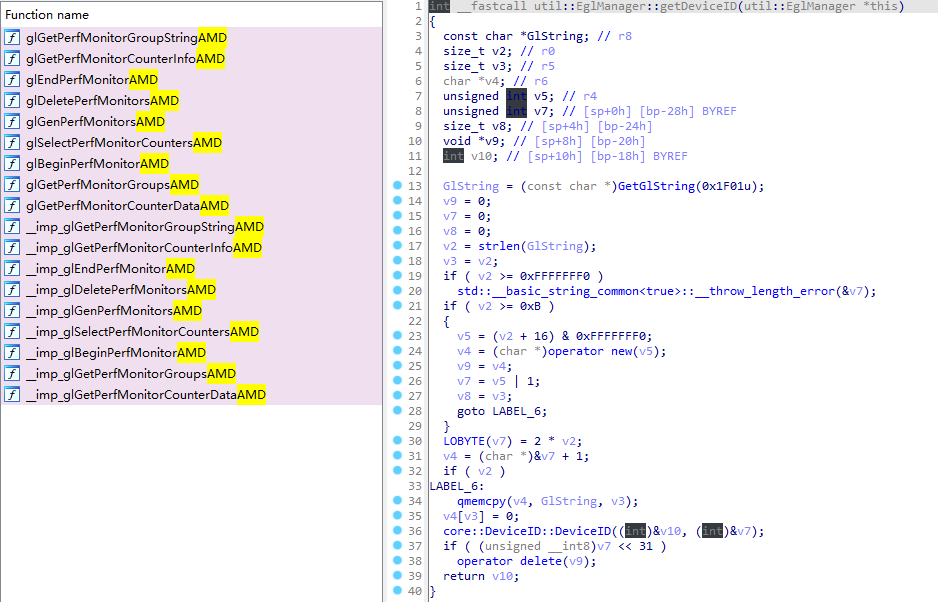 Function name
f glGetPerfMonitorGroupStringAMD
f glGetPerfMonitorCounterInfoAMD
f glEndPerfMonitorAMD
f glDeletePerfMonitorsAMD
f glGenPerfMonitorsAMD
f glSelectPerfMonitorCountersAMD
f glBeginPerfMonitorAMD
f glGetPerfMonitorGroupsAMD
f glGetPerfMonitorCounterDataAMD
f __imp_glGetPerfMonitorGroupStringAMD
f __imp_glGetPerfMonitorCounterInfoAMD
f __imp_glEndPerfMonitorAMD
f __imp_glDeletePerfMonitorsAMD
f __imp_glGenPerfMonitorsAMD
f __imp_glSelectPerfMonitorCountersAMD
f __imp_glBeginPerfMonitorAMD
f __imp_glGetPerfMonitorGroupsAMD
f __imp_glGetPerfMonitorCounterDataAMD
1 int __fastcall util::EglManager::getDeviceID(util::EglManager *this)
2 {
3 const char *GlString; // r8
4 size_t v2; // r0
5 size_t v3; // r5
6 char *v4; // r6
7 unsigned int v5; // r4
8 unsigned int v7; // [sp+0h] [bp-28h] BYREF
9 size_t v8; // [sp+4h] [bp-24h]
10 void *v9; // [sp+8h] [bp-20h]
11 int v10; // [sp+10h] [bp-18h] BYREF
12
13 GlString = (const char *)GetGlString(0x1F01u);
14 v9 = 0;
15 v7 = 0;
16 v8 = 0;
17 v2 = strlen(GlString);
18 v3 = v2;
19 if ( v2 >= 0xFFFFFFF0 )
20 std::__basic_string_common<true>::__throw_length_error(&v7);
21 if ( v2 >= 0xB )
22 {
23 v5 = (v2 + 16) & 0xFFFFFFF0;
24 v4 = (char *)operator new(v5);
25 v9 = v4;
26 v7 = v5 | 1;
27 v8 = v3;
28 goto LABEL_6;
29 }
30 LOBYTE(v7) = 2 * v2;
31 v4 = (char *)&v7 + 1;
32 if ( v2 )
33 LABEL_6:
34 qmemcpy(v4, GlString, v3);
35 v4[v3] = 0;
36 core::DeviceID::DeviceID((int)&v10, (int)&v7);
37 if ( (unsigned __int8)v7 << 31 )
38 operator delete(v9);
39 return v10;
40 }